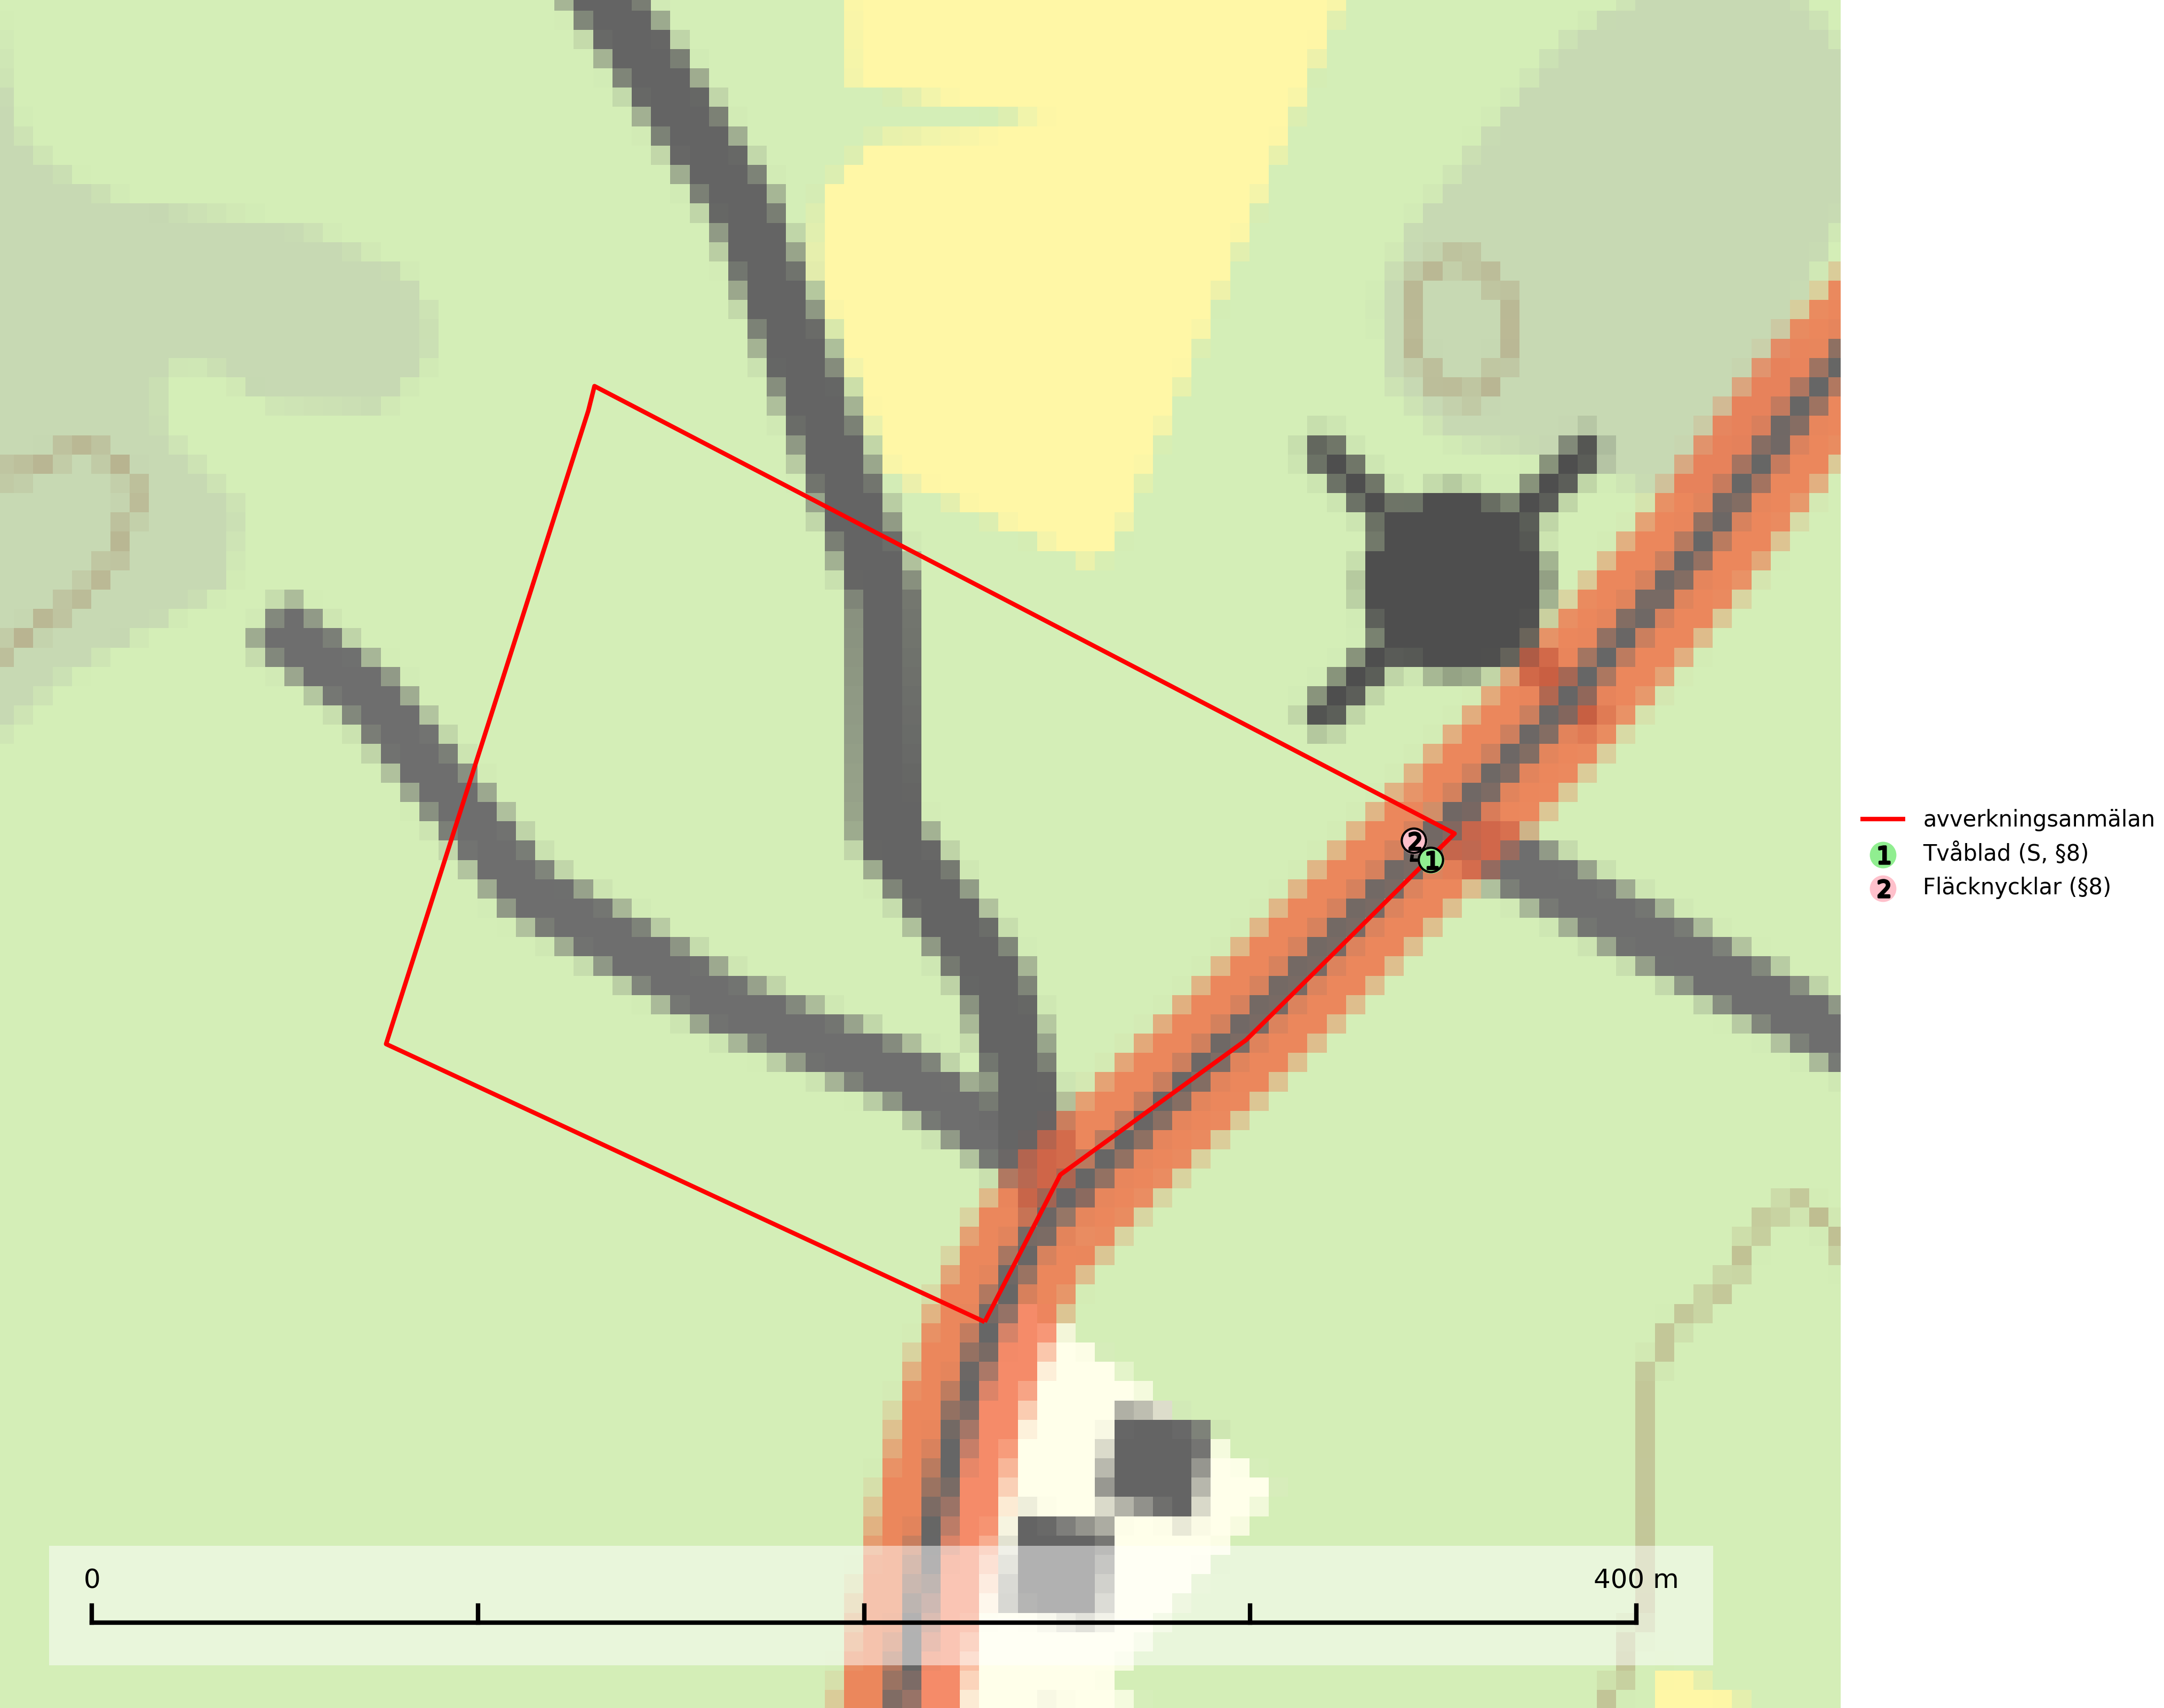 2
1
avverkningsanmälan
1 Tvåblad (S, §8)
2 Fläcknycklar (§8)
0 400 m